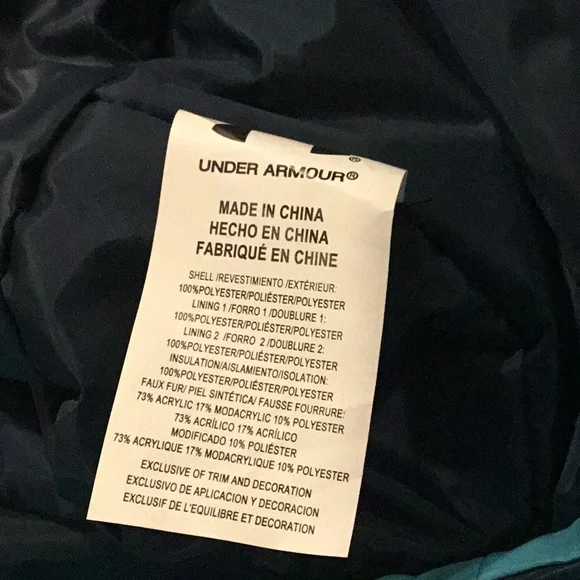 UNDER ARMOUR®
MADE IN CHINA
HECHO EN CHINA
FABRIQUÉ EN CHINE
SHELL /REVESTIMIENTO /EXTÉRIEUR:
100%POLYESTER/POLIÉSTER/POLYESTER
LINING 1 /FORRO 1 /DOUBLURE 1:
100%POLYESTER/POLIÉSTER/POLYESTER
LINING 2 /FORRO 2 /DOUBLURE 2:
100%POLYESTER/POLIÉSTER/POLYESTER
INSULATION/AISLAMIENTO/ISOLATION:
100%POLYESTER/POLIÉSTER/POLYESTER
FAUX FUR/ PIEL SINTÉTICA/ FAUSSE FOURRURE:
73% ACRYLIC 17% MODACRYLIC 10% POLYESTER
73% ACRÍLICO 17% ACRÍLICO
MODIFICADO 10% POLIÉSTER
73% ACRYLIQUE 17% MODACRYLIQUE 10% POLYESTER
EXCLUSIVE OF TRIM AND DECORATION
EXCLUSIVO DE APLICACION Y DECORACION
EXCLUSIF DE L'EQUILIBRE ET DECORATION